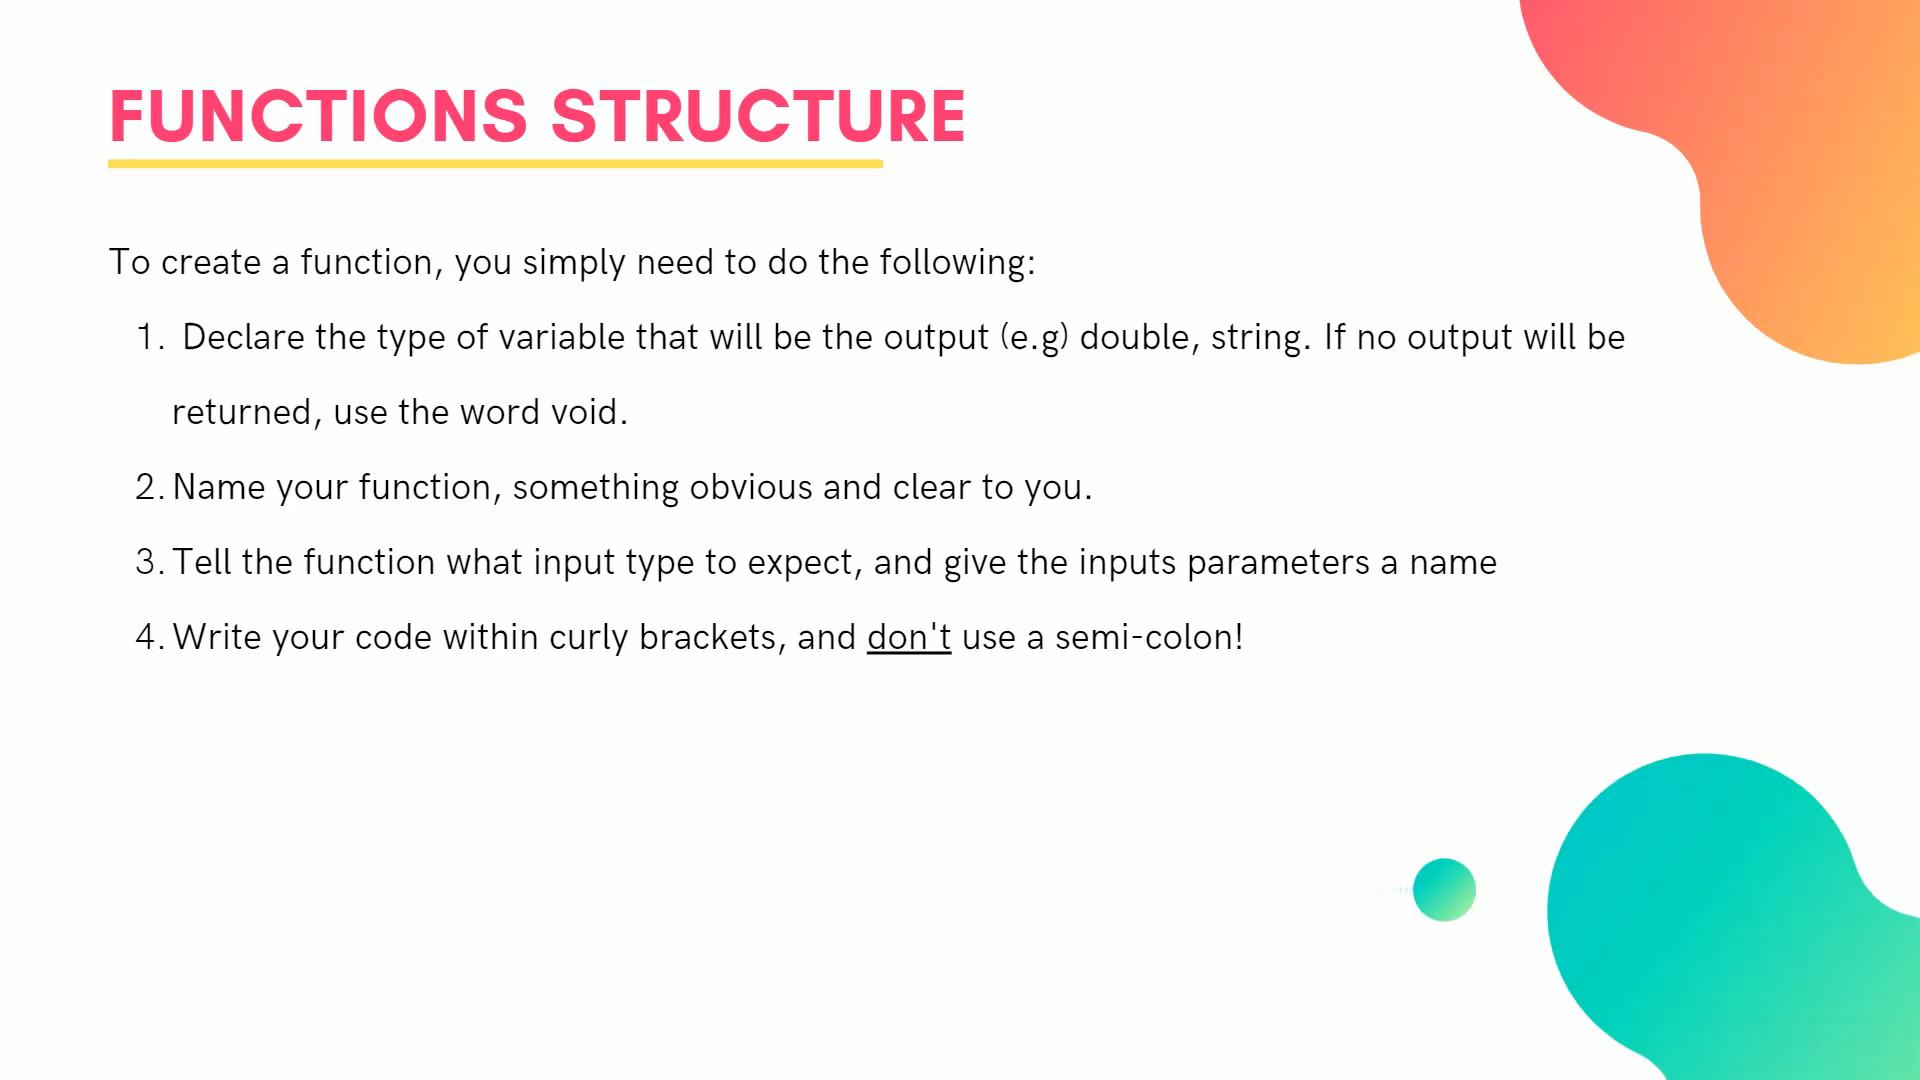 FUNCTIONS STRUCTURE
To create a function, you simply need to do the following:
1. Declare the type of variable that will be the output (e.g) double, string. If no output will be
returned, use the word void.
2. Name your function, something obvious and clear to you.
3. Tell the function what input type to expect, and give the inputs parameters a name
4. Write your code within curly brackets, and don't use a semi-colon!